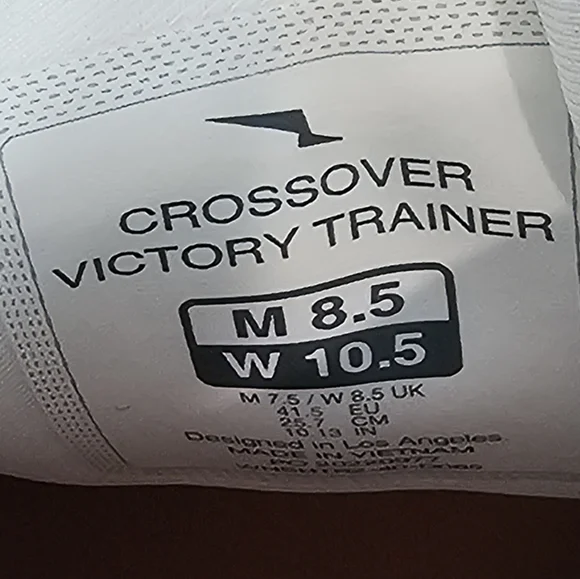 CROSSOVER
VICTORY TRAINER
M 8.5
W 10.5
M 7.5 / W 8.5 UK
41.5 EU
25.7 CM
10.13 IN
Designed in Los Angeles
MADE IN VIETNAM